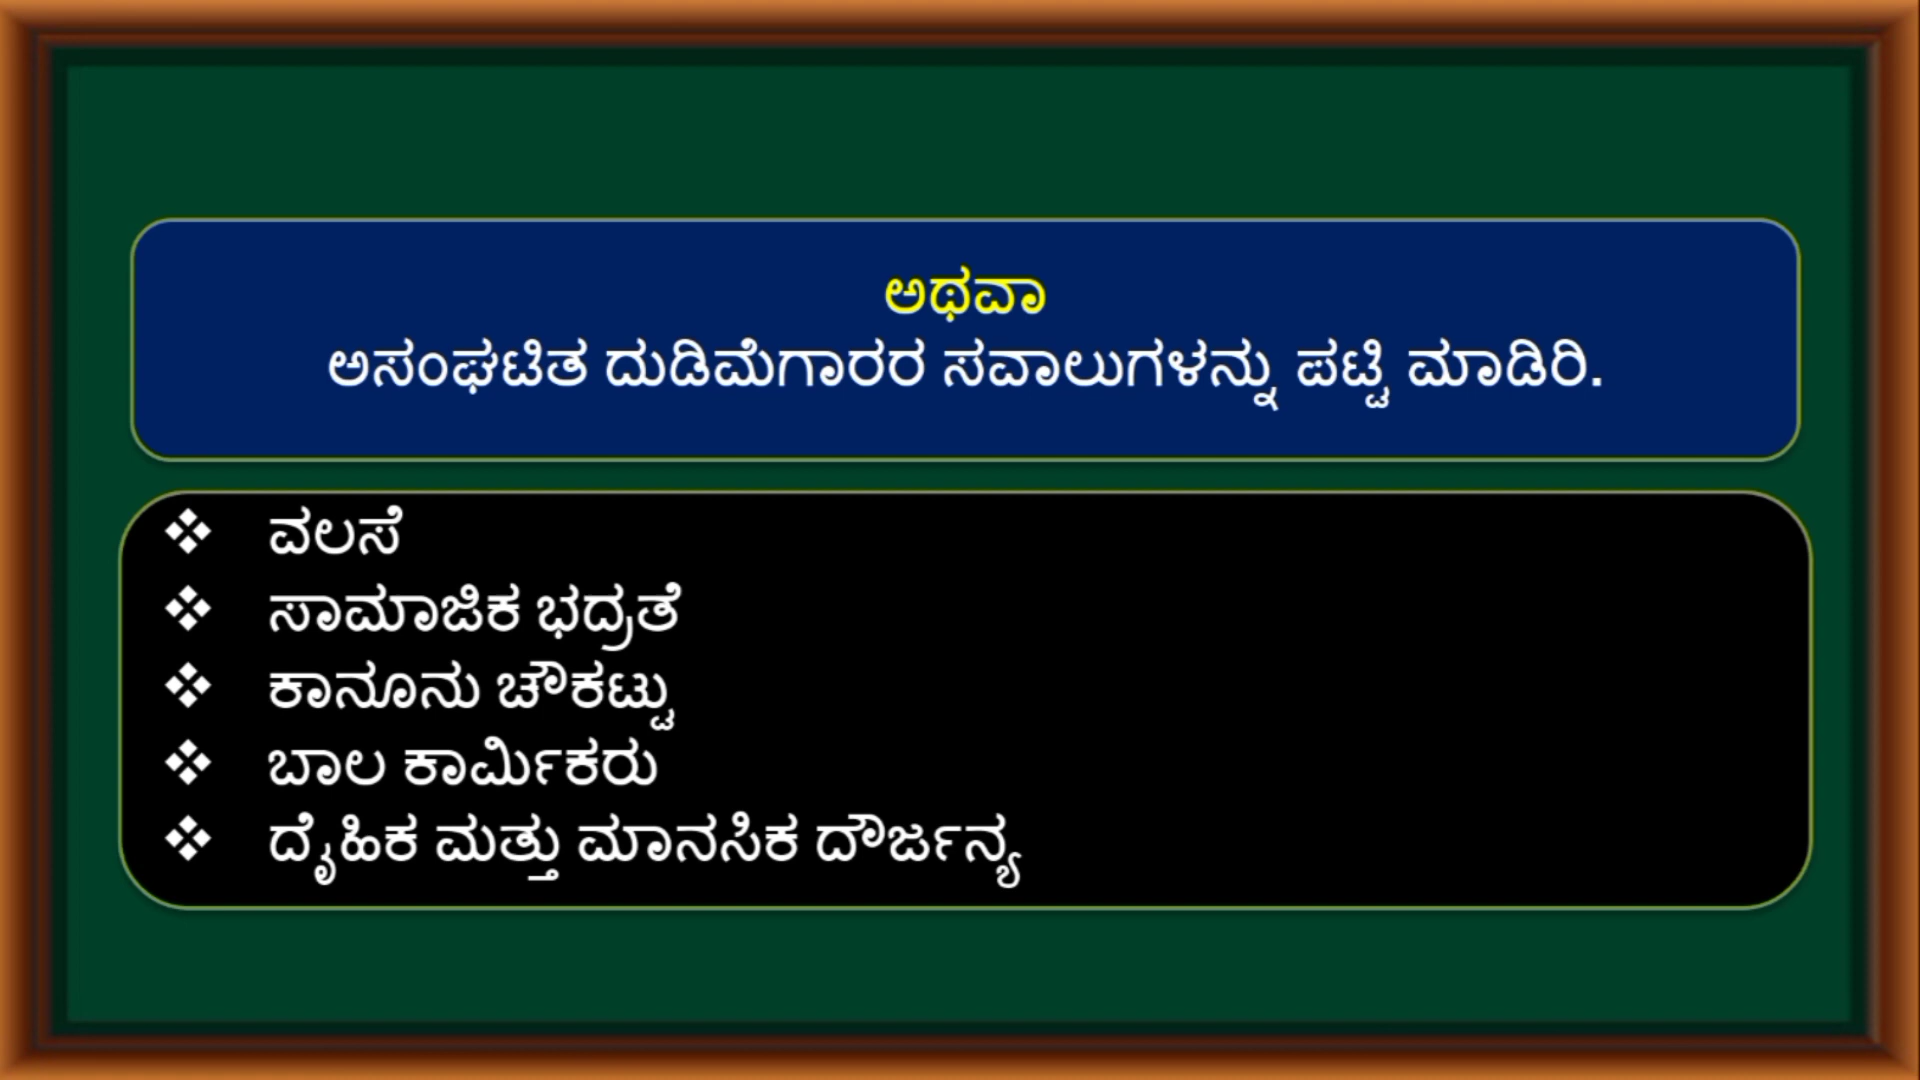 ಅಥವಾ
ಅಸಂಘಟಿತ ದುಡಿಮೆಗಾರರ ಸವಾಲುಗಳನ್ನು ಪಟ್ಟಿ ಮಾಡಿರಿ.
❖ ವಲಸೆ
❖ ಸಾಮಾಜಿಕ ಭದ್ರತೆ
❖ ಕಾನೂನು ಚೌಕಟ್ಟು
❖ ಬಾಲ ಕಾರ್ಮಿಕರು
❖ ದೈಹಿಕ ಮತ್ತು ಮಾನಸಿಕ ದೌರ್ಜನ್ಯ